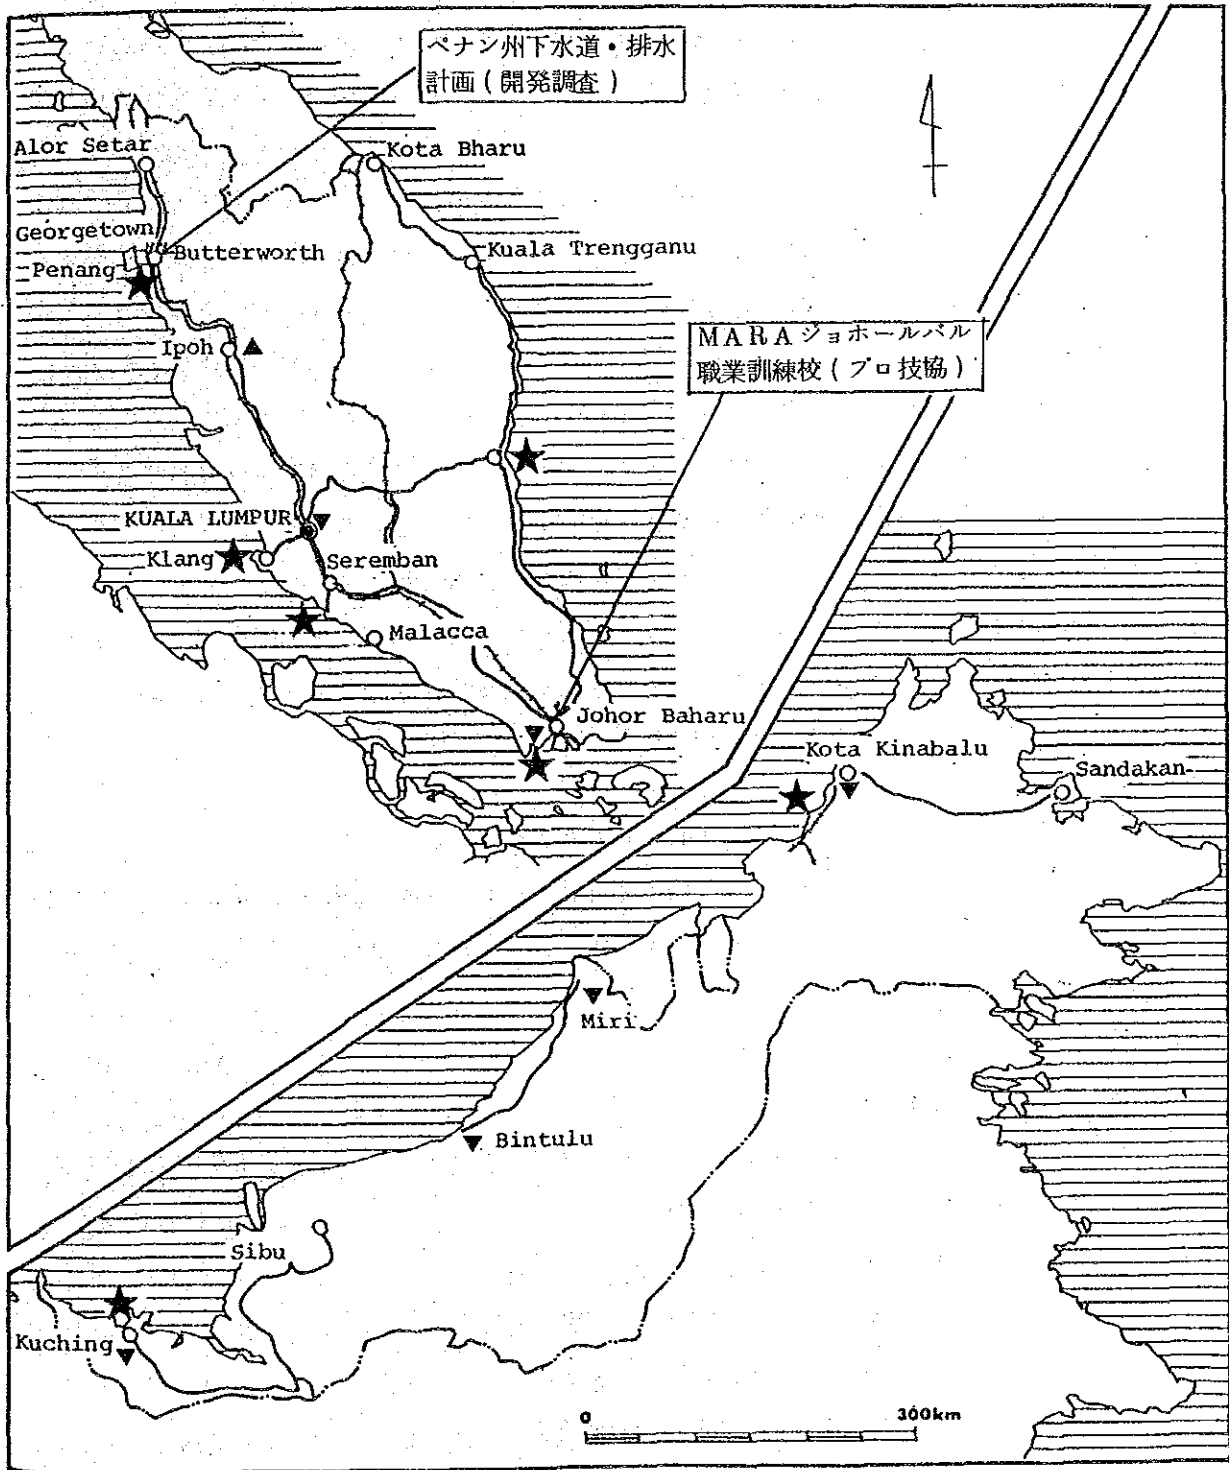 ペナン州下水道・排水
計画(開発調査)
Alor Setar
Kota Bharu
Georgetown
Butterworth
Kuala Trengganu
Penang
MARAジョホールバル
職業訓練校(プロ技協)
Ipoh
KUALA LUMPUR
Klang
Seremban
Malacca
Johor Baharu
Kota Kinabalu
Sandakan
Miri
Bintulu
Sibu
Kuching
0 300km